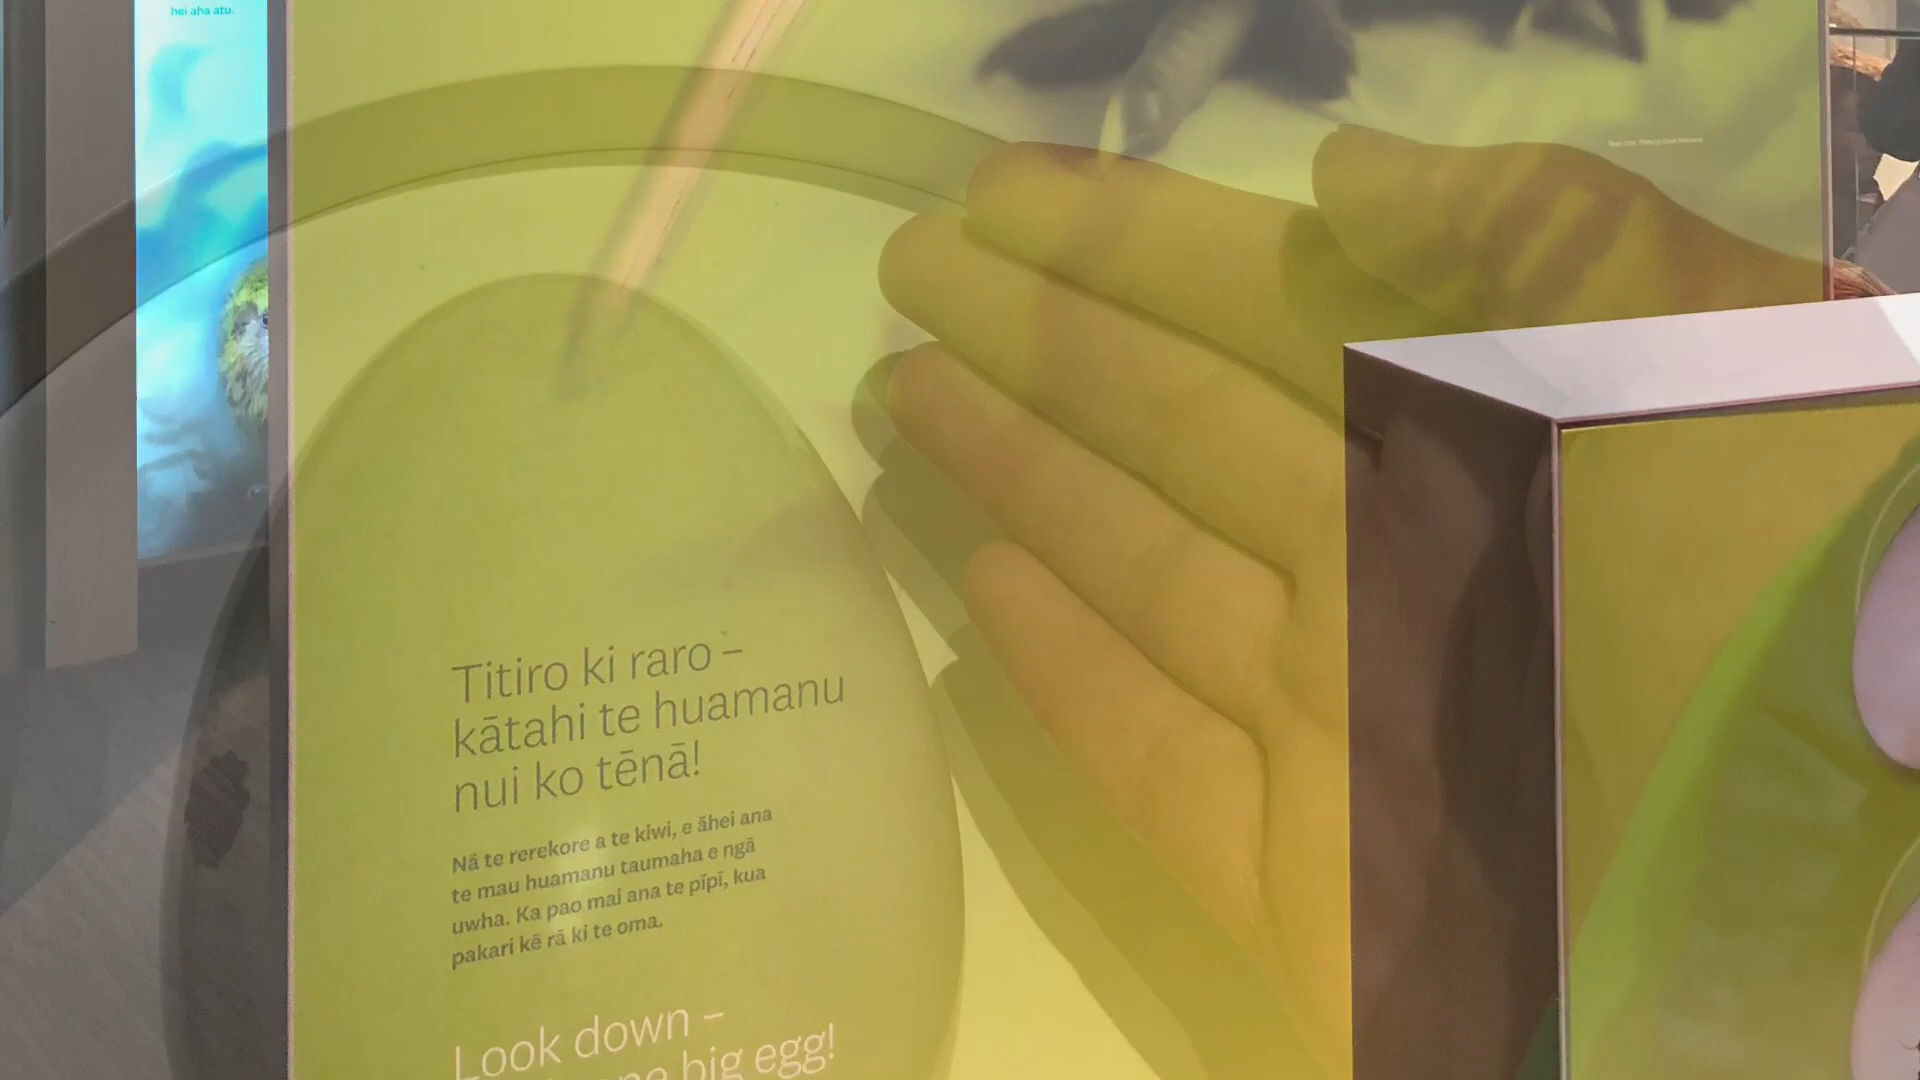 hei aha atu.
Titiro ki raro –
kātahi te huamanu
nui ko tēnā!
Nā te rerekore a te kiwi, e āhei ana
te mau huamanu taumaha e ngā
uwha. Ka pao mai ana te pīpī, kua
pakari kē rā ki te oma.
Look down –
big egg!